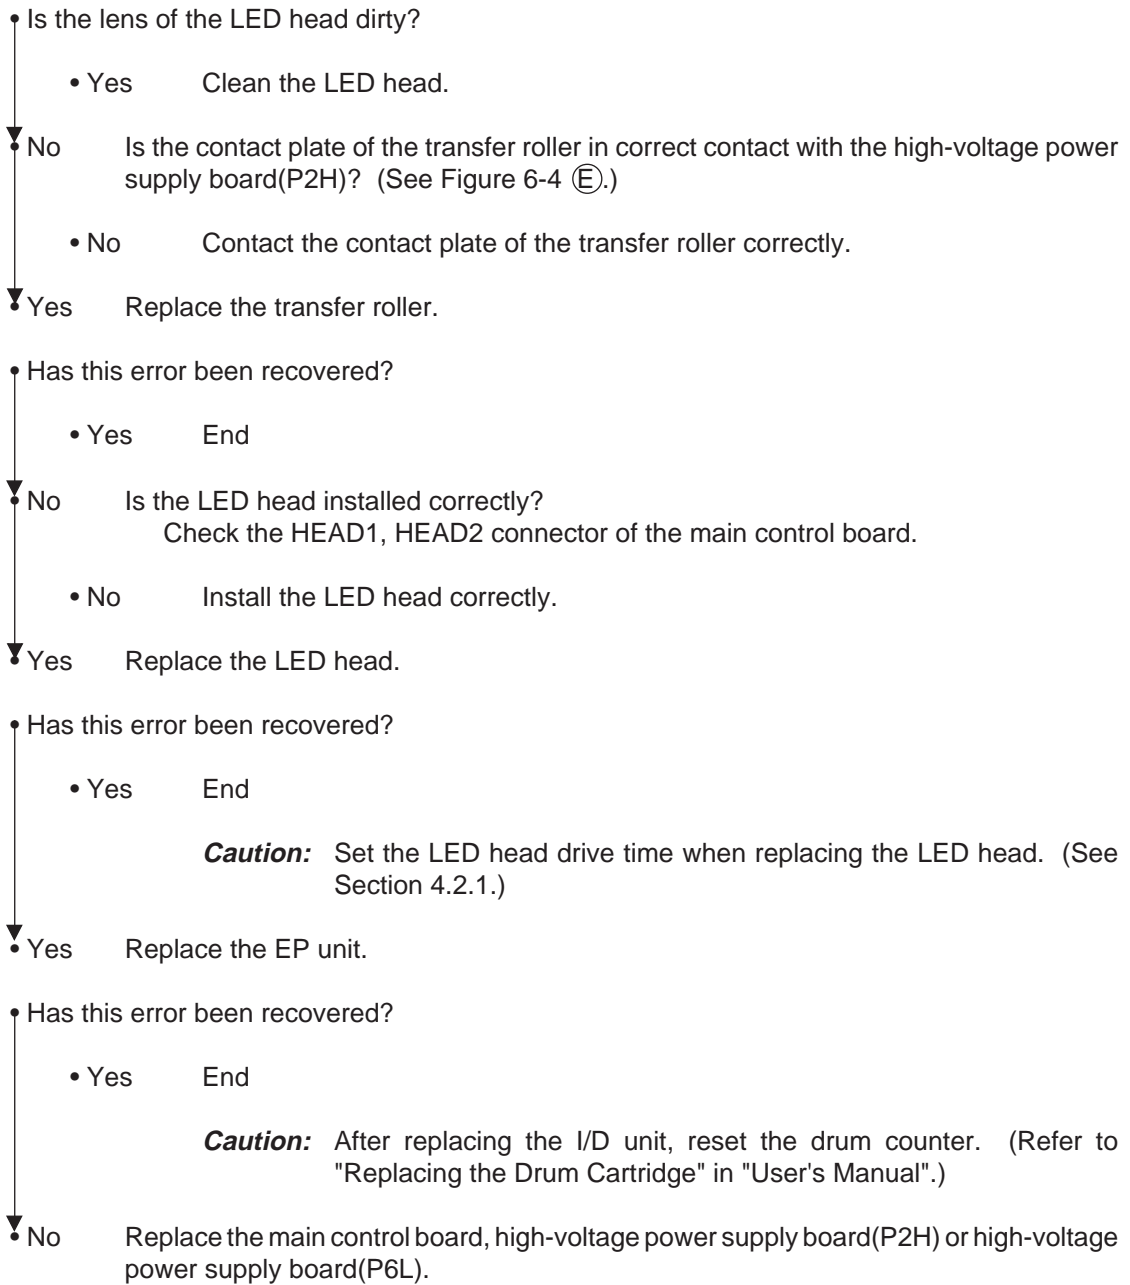 • Is the lens of the LED head dirty?
• Yes Clean the LED head.
• No Is the contact plate of the transfer roller in correct contact with the high-voltage power
supply board(P2H)? (See Figure 6-4 Ⓔ.)
• No Contact the contact plate of the transfer roller correctly.
• Yes Replace the transfer roller.
• Has this error been recovered?
• Yes End
• No Is the LED head installed correctly?
Check the HEAD1, HEAD2 connector of the main control board.
• No Install the LED head correctly.
• Yes Replace the LED head.
• Has this error been recovered?
• Yes End
Caution: Set the LED head drive time when replacing the LED head. (See
Section 4.2.1.)
• Yes Replace the EP unit.
• Has this error been recovered?
• Yes End
Caution: After replacing the I/D unit, reset the drum counter. (Refer to
"Replacing the Drum Cartridge" in "User's Manual".)
• No Replace the main control board, high-voltage power supply board(P2H) or high-voltage
power supply board(P6L).